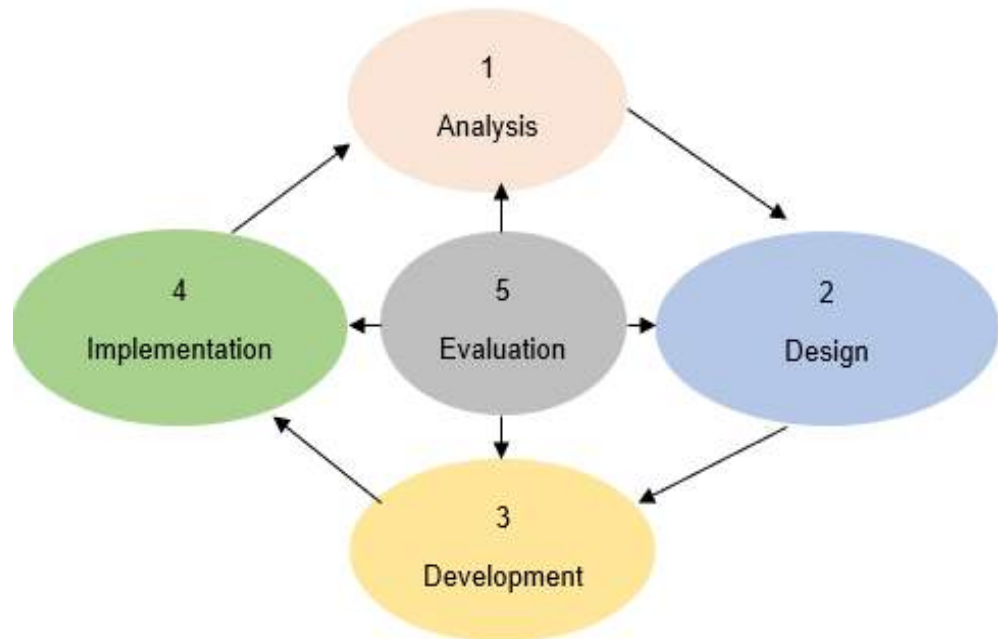 1
Analysis
4
Implementation
5
Evaluation
2
Design
3
Development